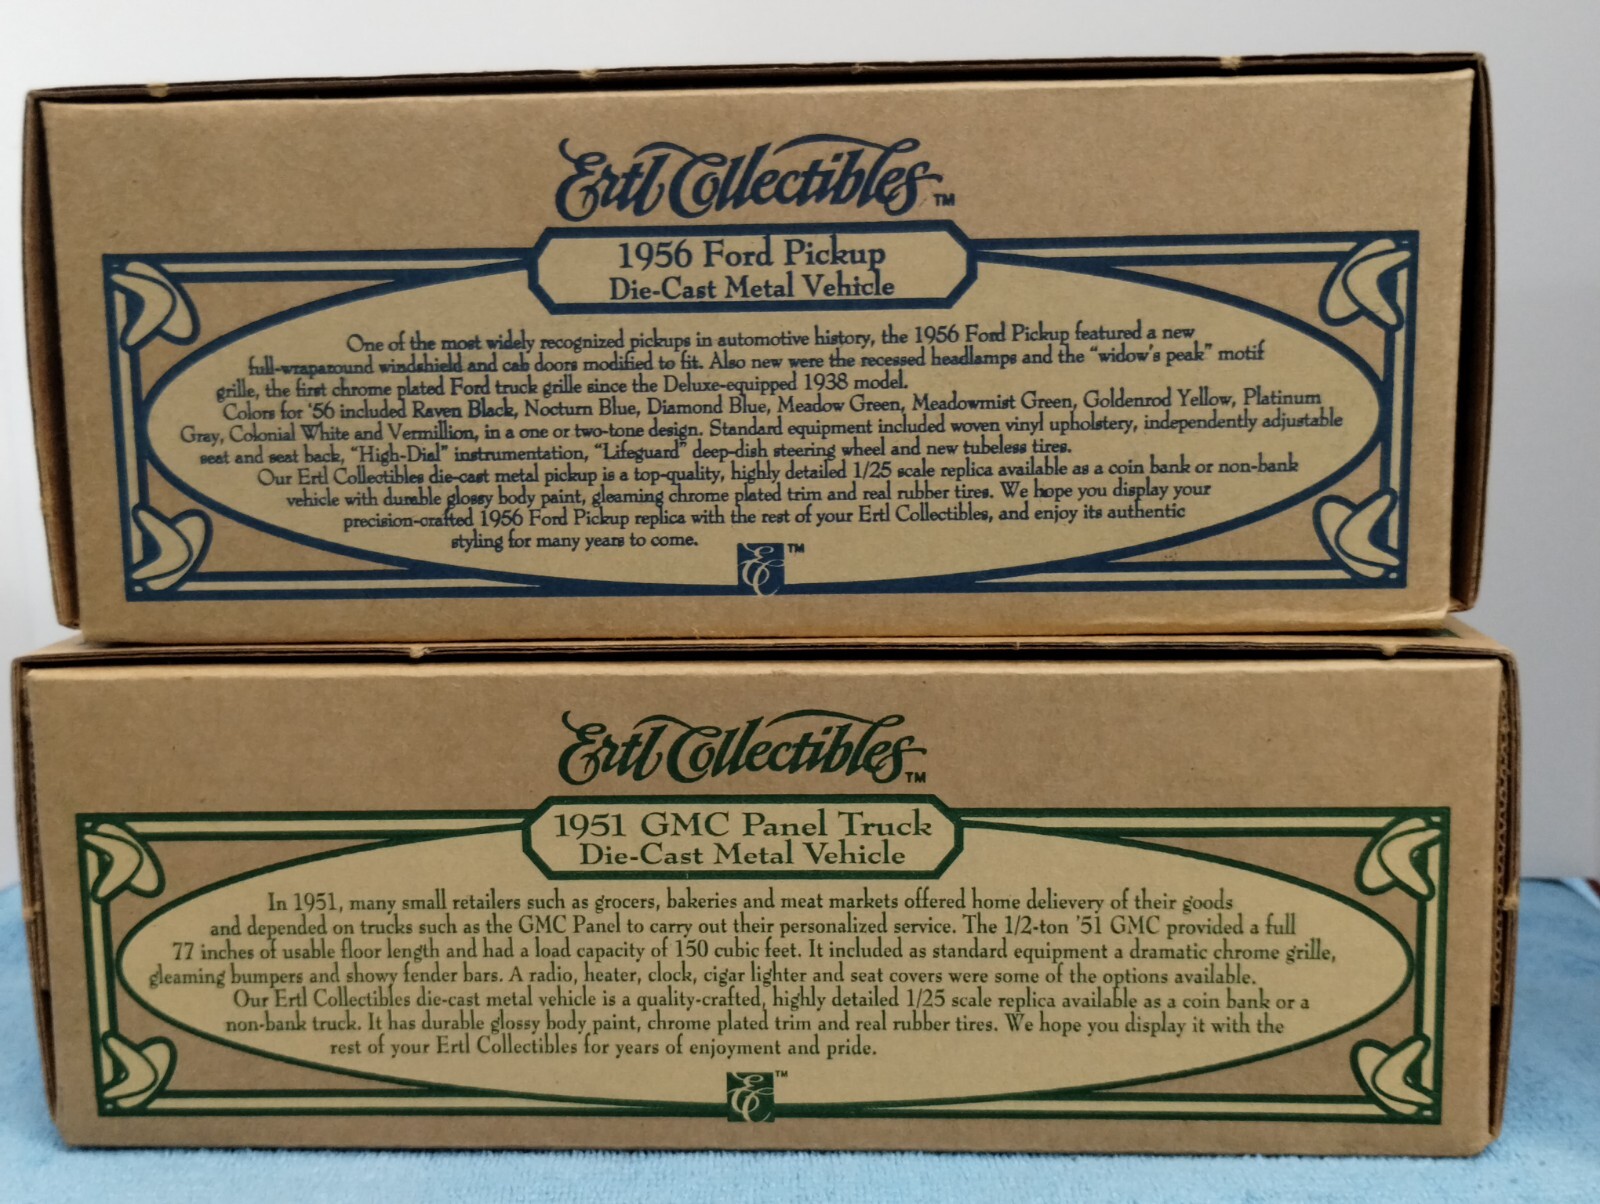 Ertl Collectibles TM
1956 Ford Pickup
Die-Cast Metal Vehicle
One of the most widely recognized pickups in automotive history, the 1956 Ford Pickup featured a new
full-wraparound windshield and cab doors modified to fit. Also new were the recessed headlamps and the "widow's peak" motif
grille, the first chrome plated Ford truck grille since the Deluxe-equipped 1938 model.
Colors for '56 included Raven Black, Nocturn Blue, Diamond Blue, Meadow Green, Meadowmist Green, Goldenrod Yellow, Platinum
Gray, Colonial White and Vermillion, in a one or two-tone design. Standard equipment included woven vinyl upholstery, independently adjustable
seat and seat back, "High-Dial" instrumentation, "Lifeguard" deep-dish steering wheel and new tubeless tires.
Our Ertl Collectibles die-cast metal pickup is a top-quality, highly detailed 1/25 scale replica available as a coin bank or non-bank
vehicle with durable glossy body paint, gleaming chrome plated trim and real rubber tires. We hope you display your
precision-crafted 1956 Ford Pickup replica with the rest of your Ertl Collectibles, and enjoy its authentic
styling for many years to come.
EC TM
Ertl Collectibles TM
1951 GMC Panel Truck
Die-Cast Metal Vehicle
In 1951, many small retailers such as grocers, bakeries and meat markets offered home delievery of their goods
and depended on trucks such as the GMC Panel to carry out their personalized service. The 1/2-ton '51 GMC provided a full
77 inches of usable floor length and had a load capacity of 150 cubic feet. It included as standard equipment a dramatic chrome grille,
gleaming bumpers and showy fender bars. A radio, heater, clock, cigar lighter and seat covers were some of the options available.
Our Ertl Collectibles die-cast metal vehicle is a quality-crafted, highly detailed 1/25 scale replica available as a coin bank or a
non-bank truck. It has durable glossy body paint, chrome plated trim and real rubber tires. We hope you display it with the
rest of your Ertl Collectibles for years of enjoyment and pride.
EC TM